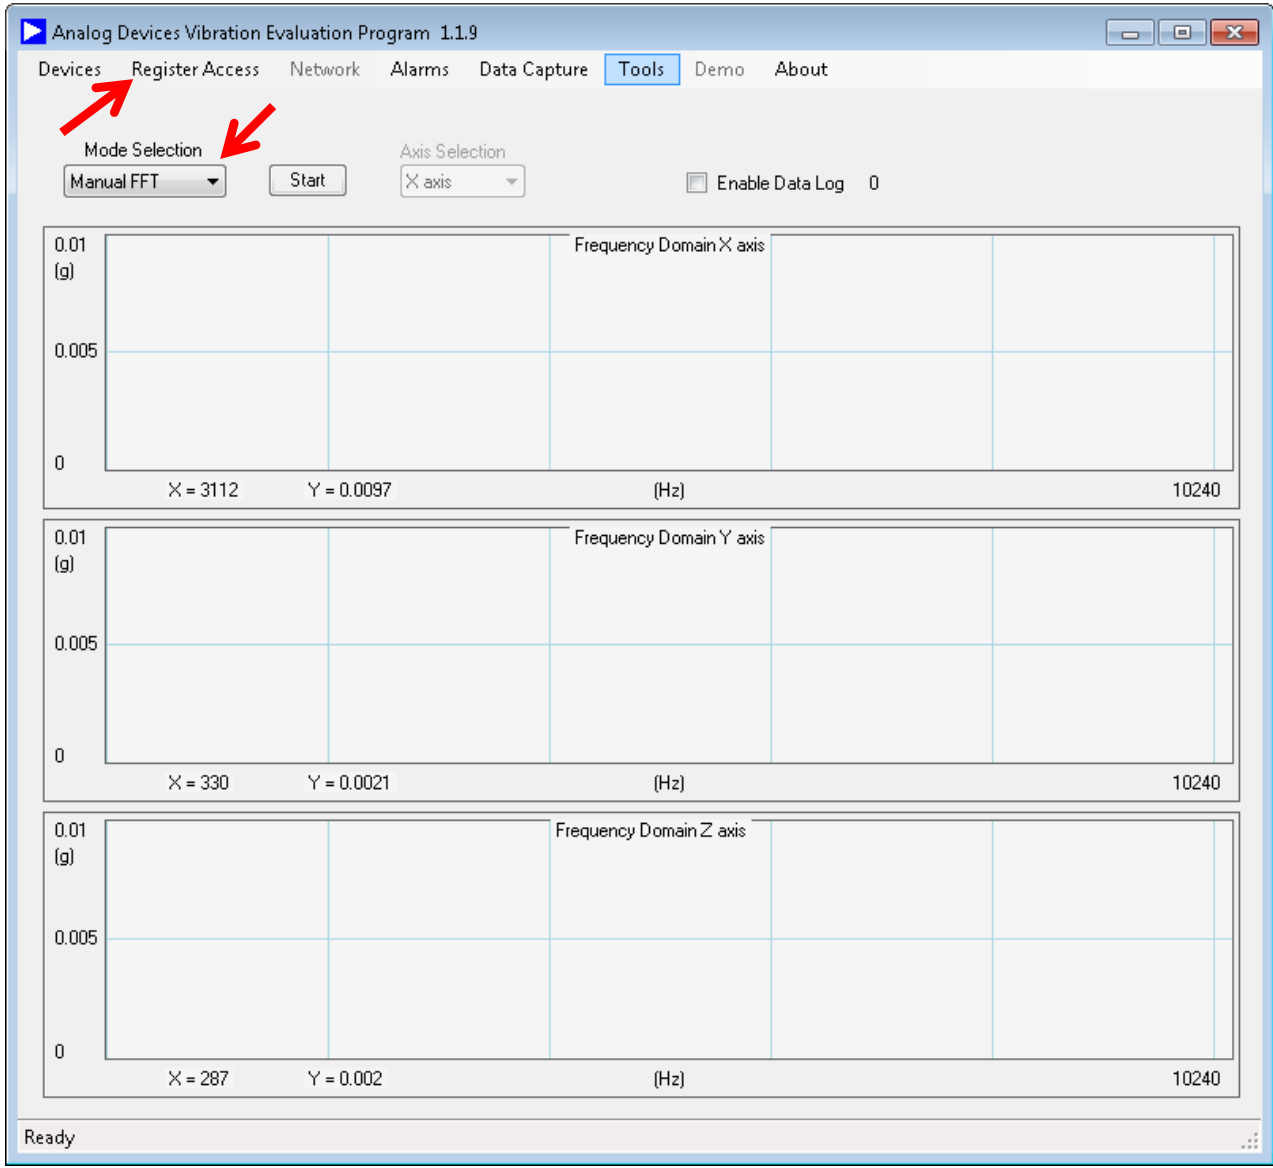 Analog Devices Vibration Evaluation Program 1.1.9
Devices Register Access Network Alarms Data Capture Tools Demo About
Mode Selection Axis Selection
Manual FFT Start X axis Enable Data Log 0
0.01 Frequency Domain X axis
(g)
0.005
0
X = 3112 Y = 0.0097 (Hz) 10240
0.01 Frequency Domain Y axis
(g)
0.005
0
X = 330 Y = 0.0021 (Hz) 10240
0.01 Frequency Domain Z axis
(g)
0.005
0
X = 287 Y = 0.002 (Hz) 10240
Ready